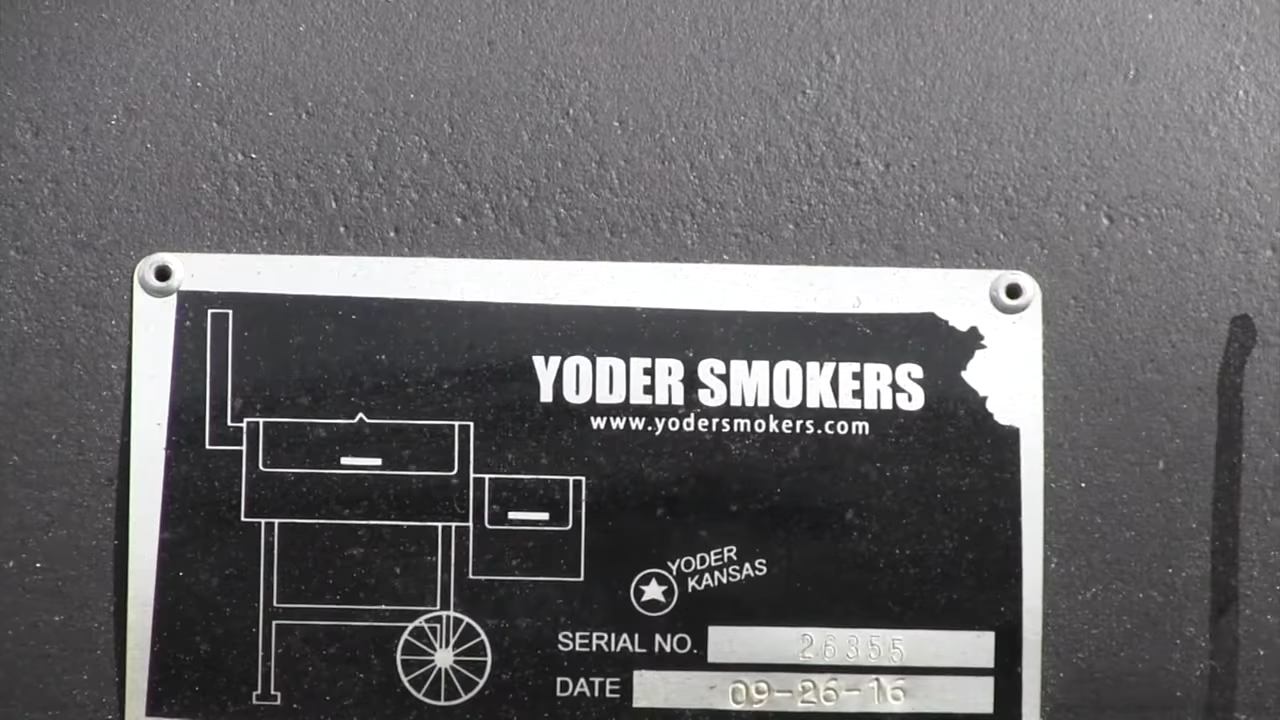 YODER SMOKERS
www.yodersmokers.com
YODER
KANSAS
SERIAL NO. 26355
DATE 09-26-16